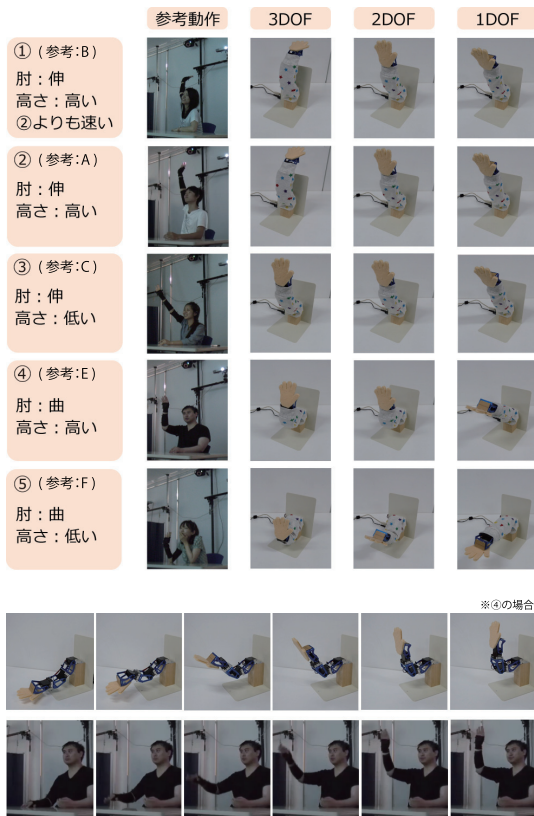 参考動作 3DOF 2DOF 1DOF
① (参考:B)
肘:伸
高さ:高い
②よりも速い
② (参考:A)
肘:伸
高さ:高い
③ (参考:C)
肘:伸
高さ:低い
④ (参考:E)
肘:曲
高さ:高い
⑤ (参考:F)
肘:曲
高さ:低い
※④の場合